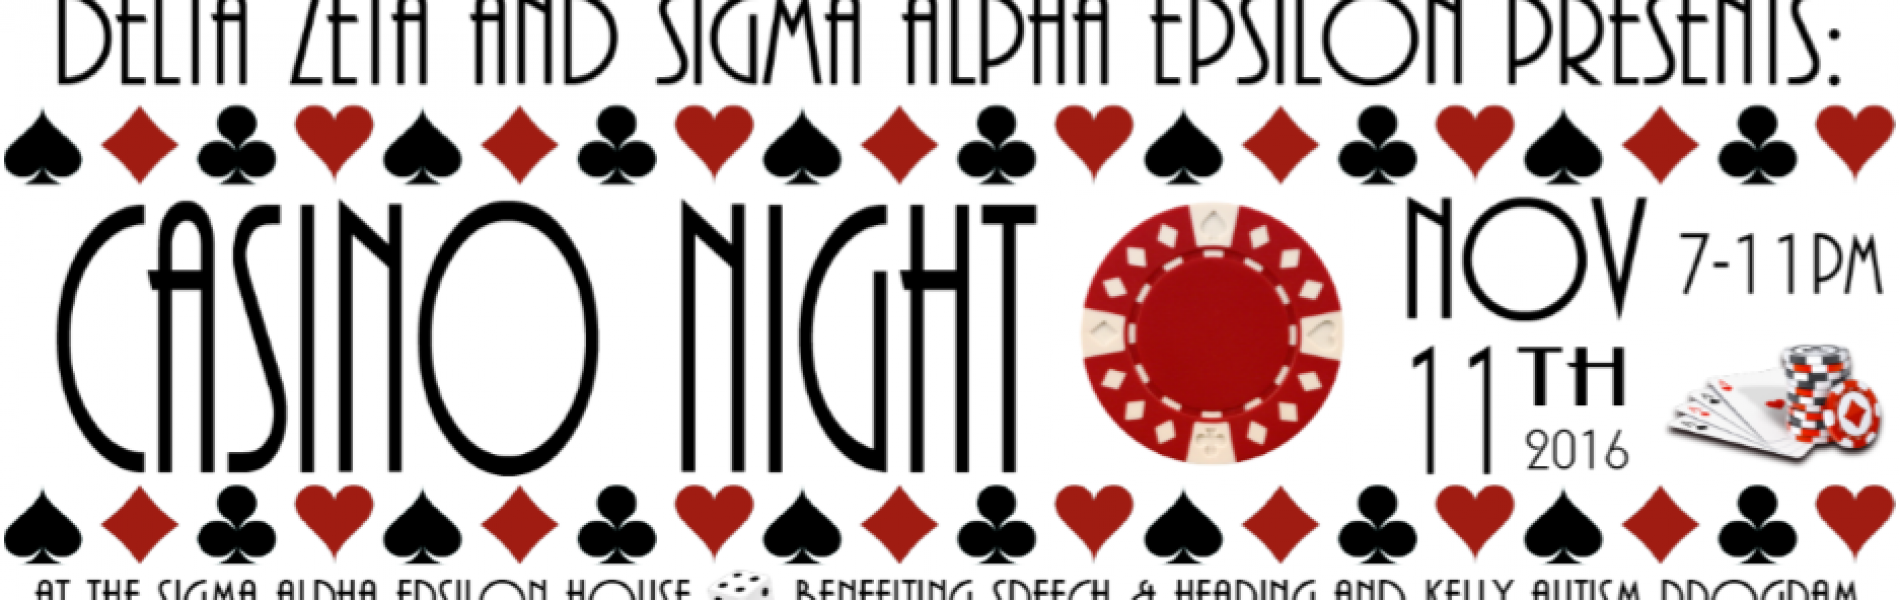 DELTA ZETA AND SIGMA ALPHA EPSILON PRESENTS:
CASINO NIGHT
NOV 7-11PM
11TH
2016
AT THE SIGMA ALPHA EPSILON HOUSE BENEFITING SPEECH & HEARING AND KELLY AUTISM PROGRAM